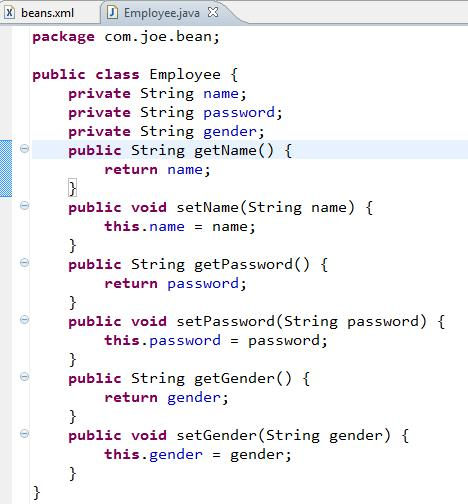 beans.xml Employee.java
package com.joe.bean;
public class Employee {
private String name;
private String password;
private String gender;
public String getName() {
return name;
}
public void setName(String name) {
this.name = name;
}
public String getPassword() {
return password;
}
public void setPassword(String password) {
this.password = password;
}
public String getGender() {
return gender;
}
public void setGender(String gender) {
this.gender = gender;
}
}